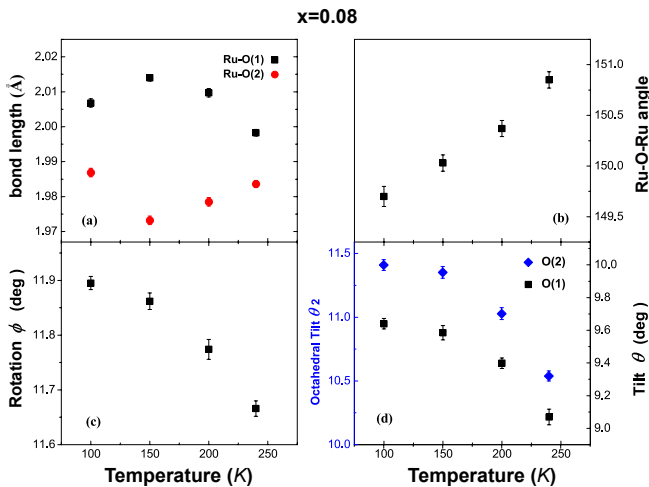 x=0.08
2,02
2,01
2,00
1,99
1,98
1,97
bond length (Å)
Ru-O(1)
Ru-O(2)
(a)
151.0
150.5
150.0
149.5
Ru-O-Ru angle
(b)
11.9
11.8
11.7
11.6
Rotation ϕ (deg)
(c)
100
150
200
250
Temperature (K)
11.5
11.0
10.5
10.0
Octahedral Tilt θ2
O(2)
O(1)
(d)
10.0
9.8
9.6
9.4
9.2
9.0
Tilt θ (deg)
100
150
200
250
Temperature (K)